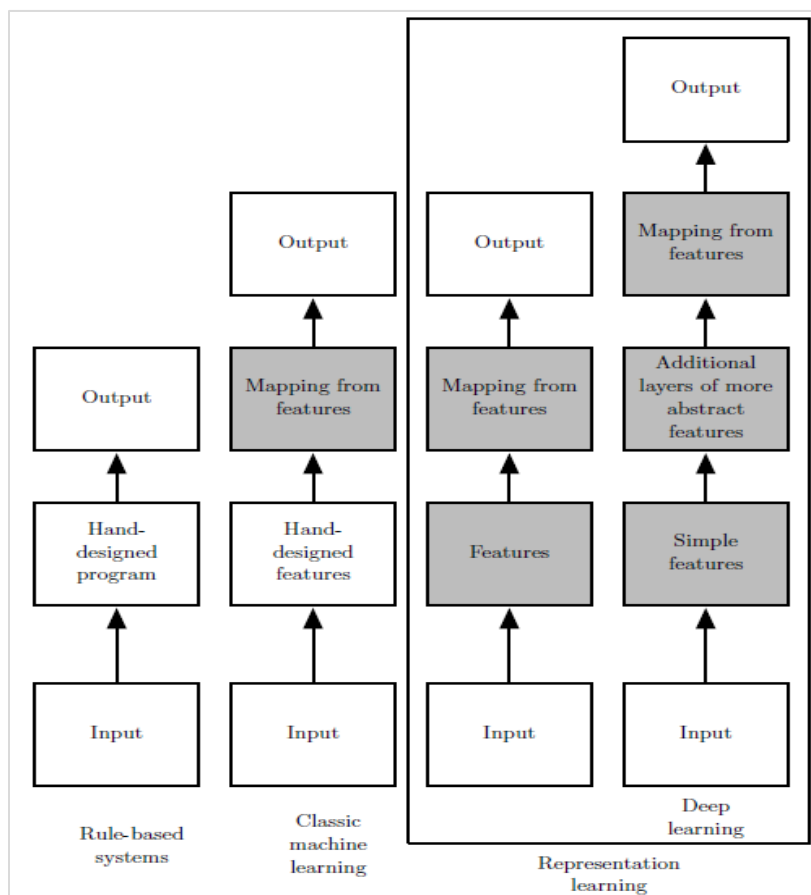 Output
Output
Output
Mapping from
features
Output
Mapping from
features
Mapping from
features
Additional
layers of more
abstract
features
Hand-
designed
program
Hand-
designed
features
Features
Simple
features
Input
Input
Input
Input
Rule-based
systems
Classic
machine
learning
Representation
learning
Deep
learning